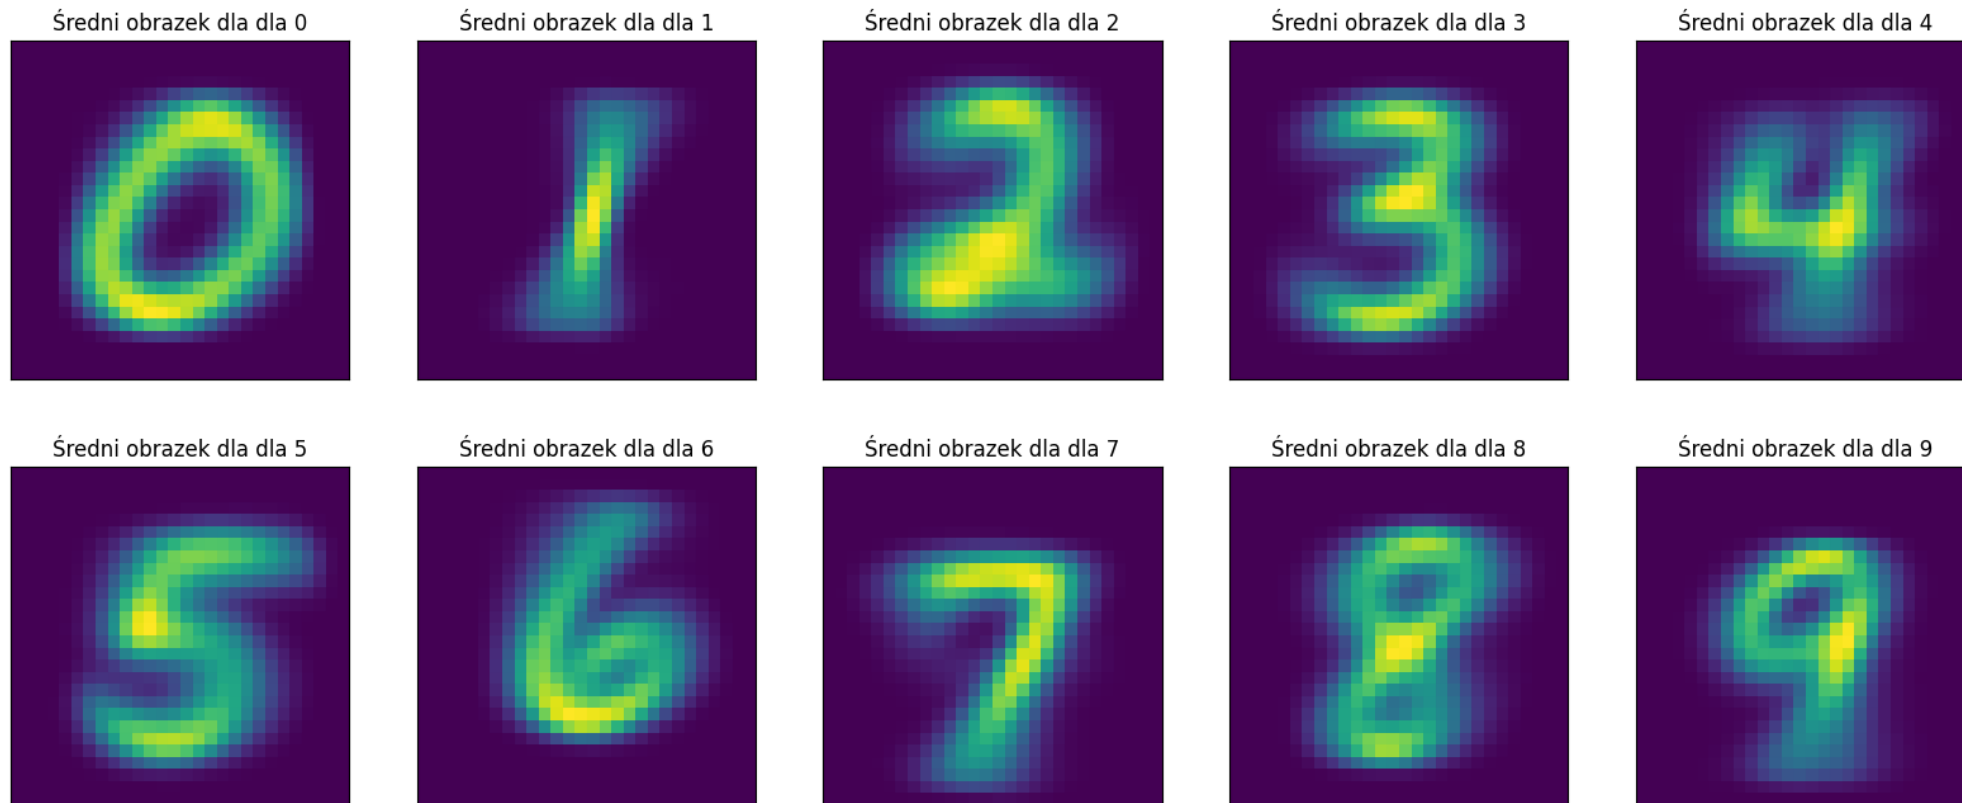 Średni obrazek dla dla 0
Średni obrazek dla dla 1
Średni obrazek dla dla 2
Średni obrazek dla dla 3
Średni obrazek dla dla 4
Średni obrazek dla dla 5
Średni obrazek dla dla 6
Średni obrazek dla dla 7
Średni obrazek dla dla 8
Średni obrazek dla dla 9